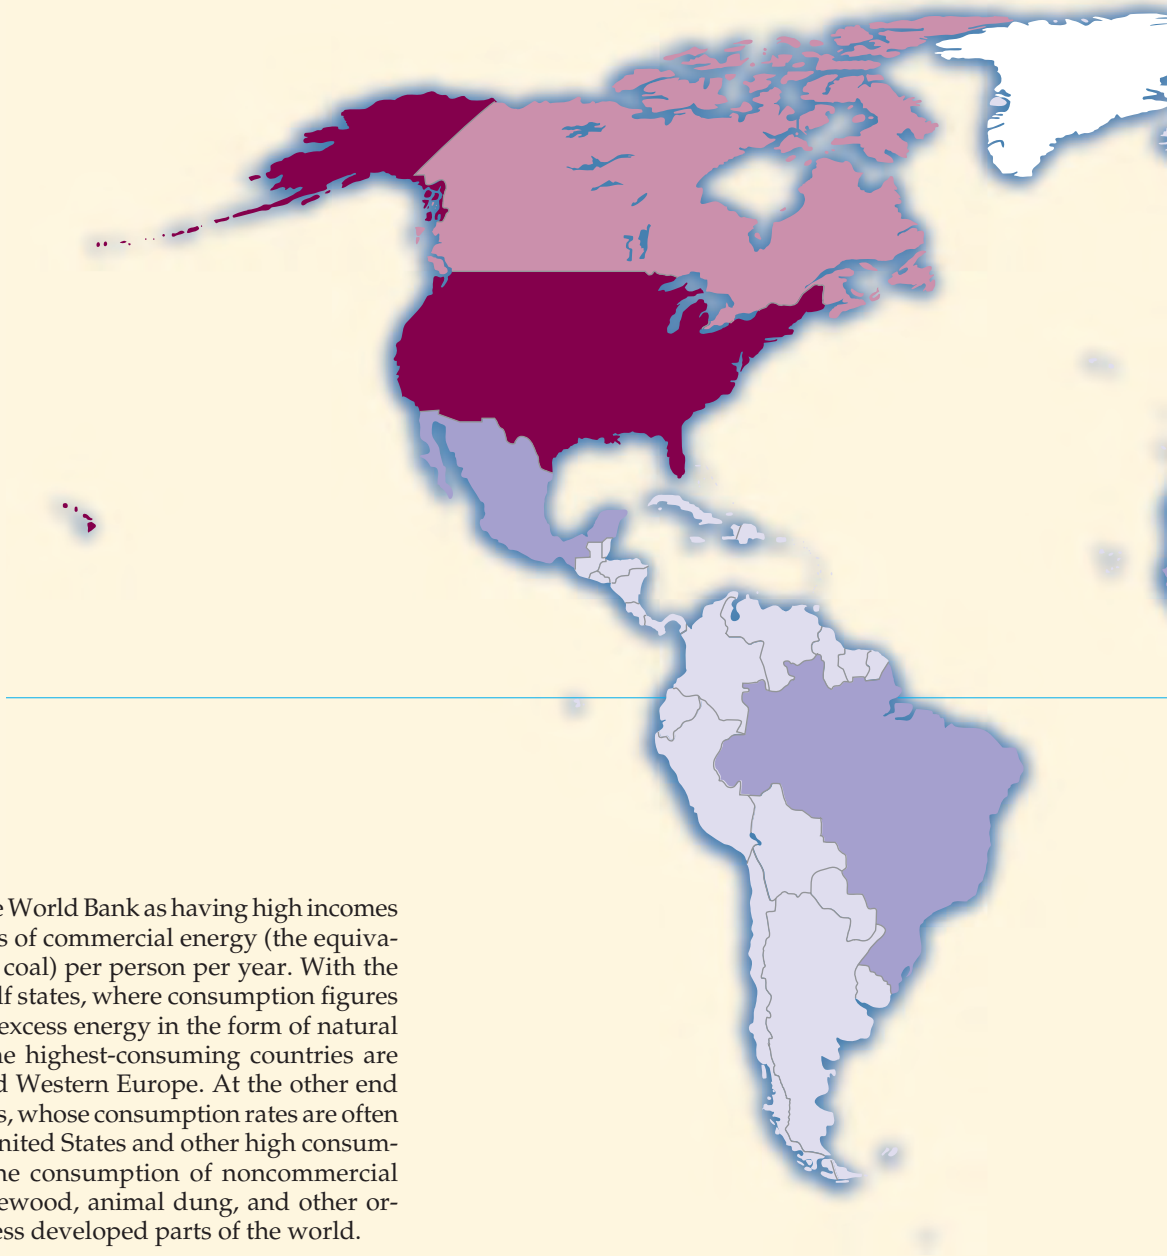 e World Bank as having high incomes
s of commercial energy (the equiva-
coal) per person per year. With the
lf states, where consumption figures
excess energy in the form of natural
ne highest-consuming countries are
d Western Europe. At the other end
s, whose consumption rates are often
nited States and other high consum-
ne consumption of noncommercial
ewood, animal dung, and other or-
ess developed parts of the world.